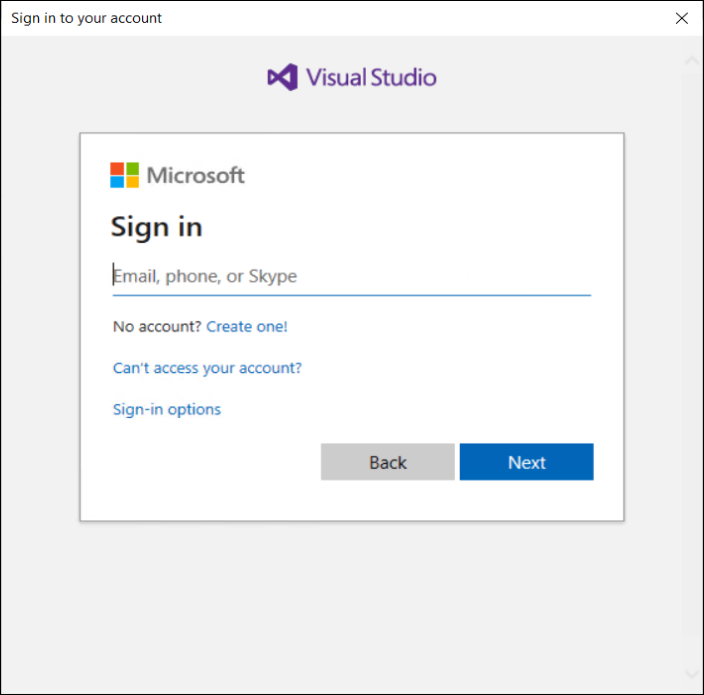 Sign in to your account
Visual Studio
Microsoft
Sign in
Email, phone, or Skype
No account? Create one!
Can't access your account?
Sign-in options
Back Next